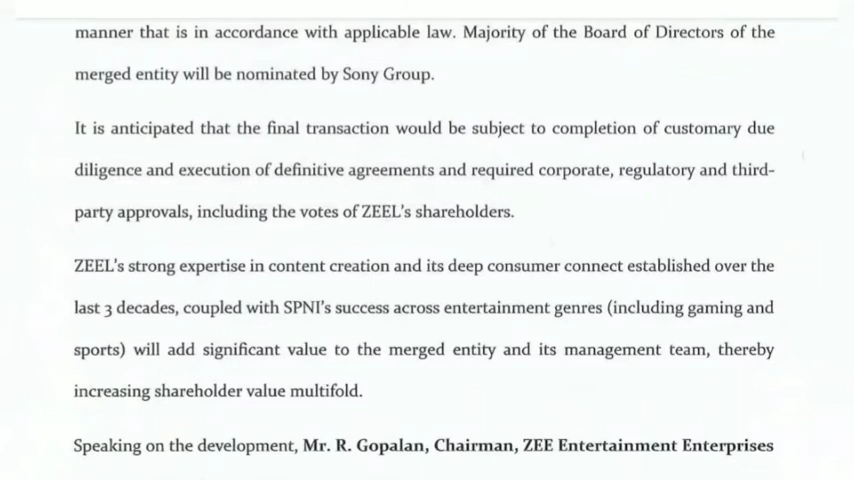 manner that is in accordance with applicable law. Majority of the Board of Directors of the
merged entity will be nominated by Sony Group.
It is anticipated that the final transaction would be subject to completion of customary due
diligence and execution of definitive agreements and required corporate, regulatory and third-
party approvals, including the votes of ZEEL's shareholders.
ZEEL's strong expertise in content creation and its deep consumer connect established over the
last 3 decades, coupled with SPNI's success across entertainment genres (including gaming and
sports) will add significant value to the merged entity and its management team, thereby
increasing shareholder value multifold.
Speaking on the development, Mr. R. Gopalan, Chairman, ZEE Entertainment Enterprises